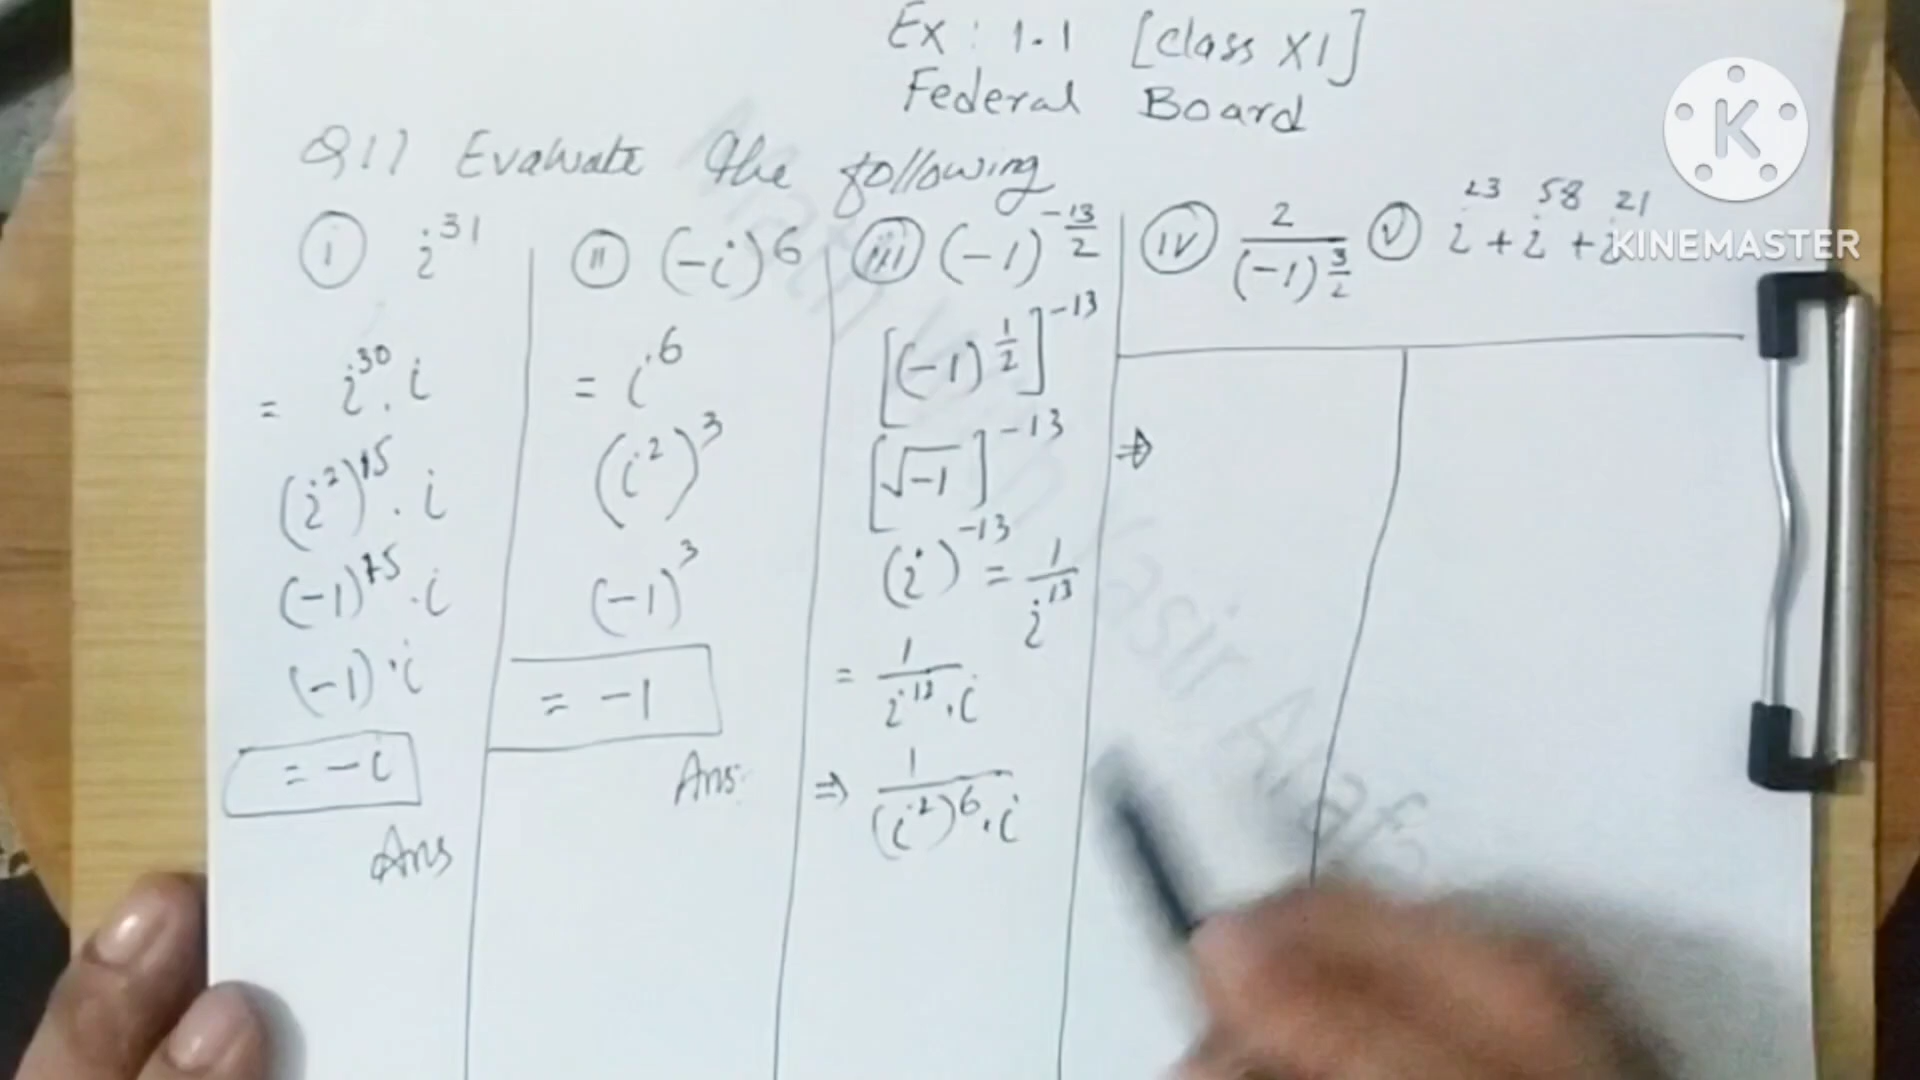 Ex : 1.1 [class XI]
Federal Board
Q1) Evaluate the following
K
KINEMASTER
i i^31
= i^30 . i
(i^2)^15 . i
(-1)^15 . i
(-1) . i
= -i
Ans
ii (-i)^6
= i^6
(i^2)^3
(-1)^3
= -1
Ans.
iii (-1)^-13/2
[(-1)^1/2]^-13
[√-1]^-13
(i)^-13 = 1/i^13
= 1/i^12 . i
⇒ 1/(i^2)^6 . i
iv 2/(-1)^3/2
⇒
v i^23 + i^58 + i^21